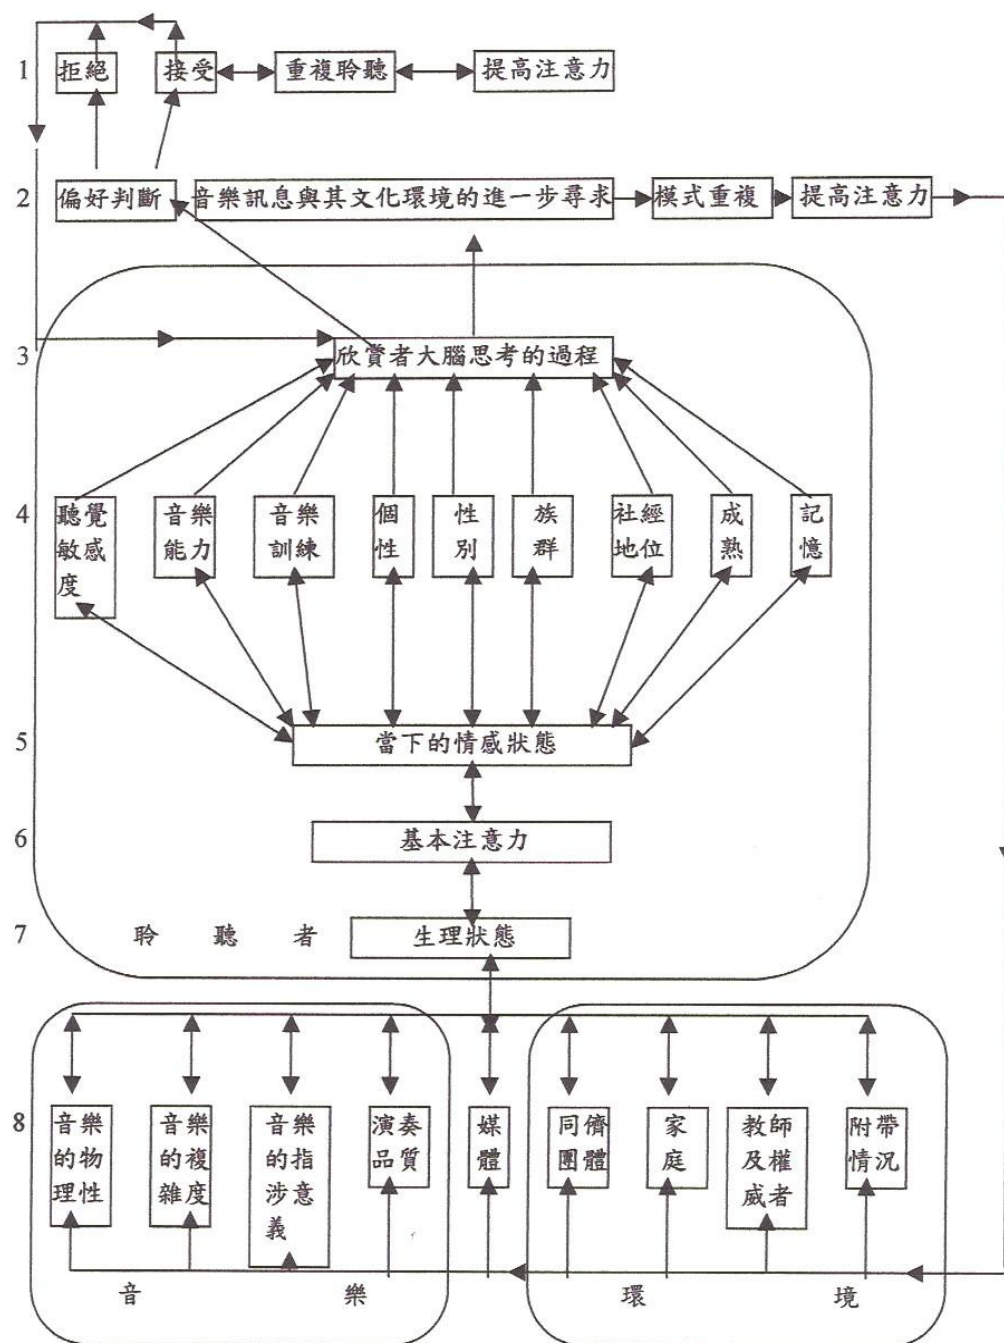 1 拒絕 接受 重複聆聽 提高注意力
2 偏好判斷 音樂訊息與其文化環境的進一步尋求 模式重複 提高注意力
3 欣賞者大腦思考的過程
4 聽覺 音樂 音樂 個 性 族 社經 成 記
敏感 能力 訓練 性 別 群 地位 熟 憶
度
5 當下的情感狀態
6 基本注意力
7 聆聽者 生理狀態
8 音樂 音樂 音樂 演奏 媒 同儕 家 教師 附帶
的物 的複 的指 品質 體 團體 庭 及權 情況
理性 雜度 涉意 威者
義
音樂 環境